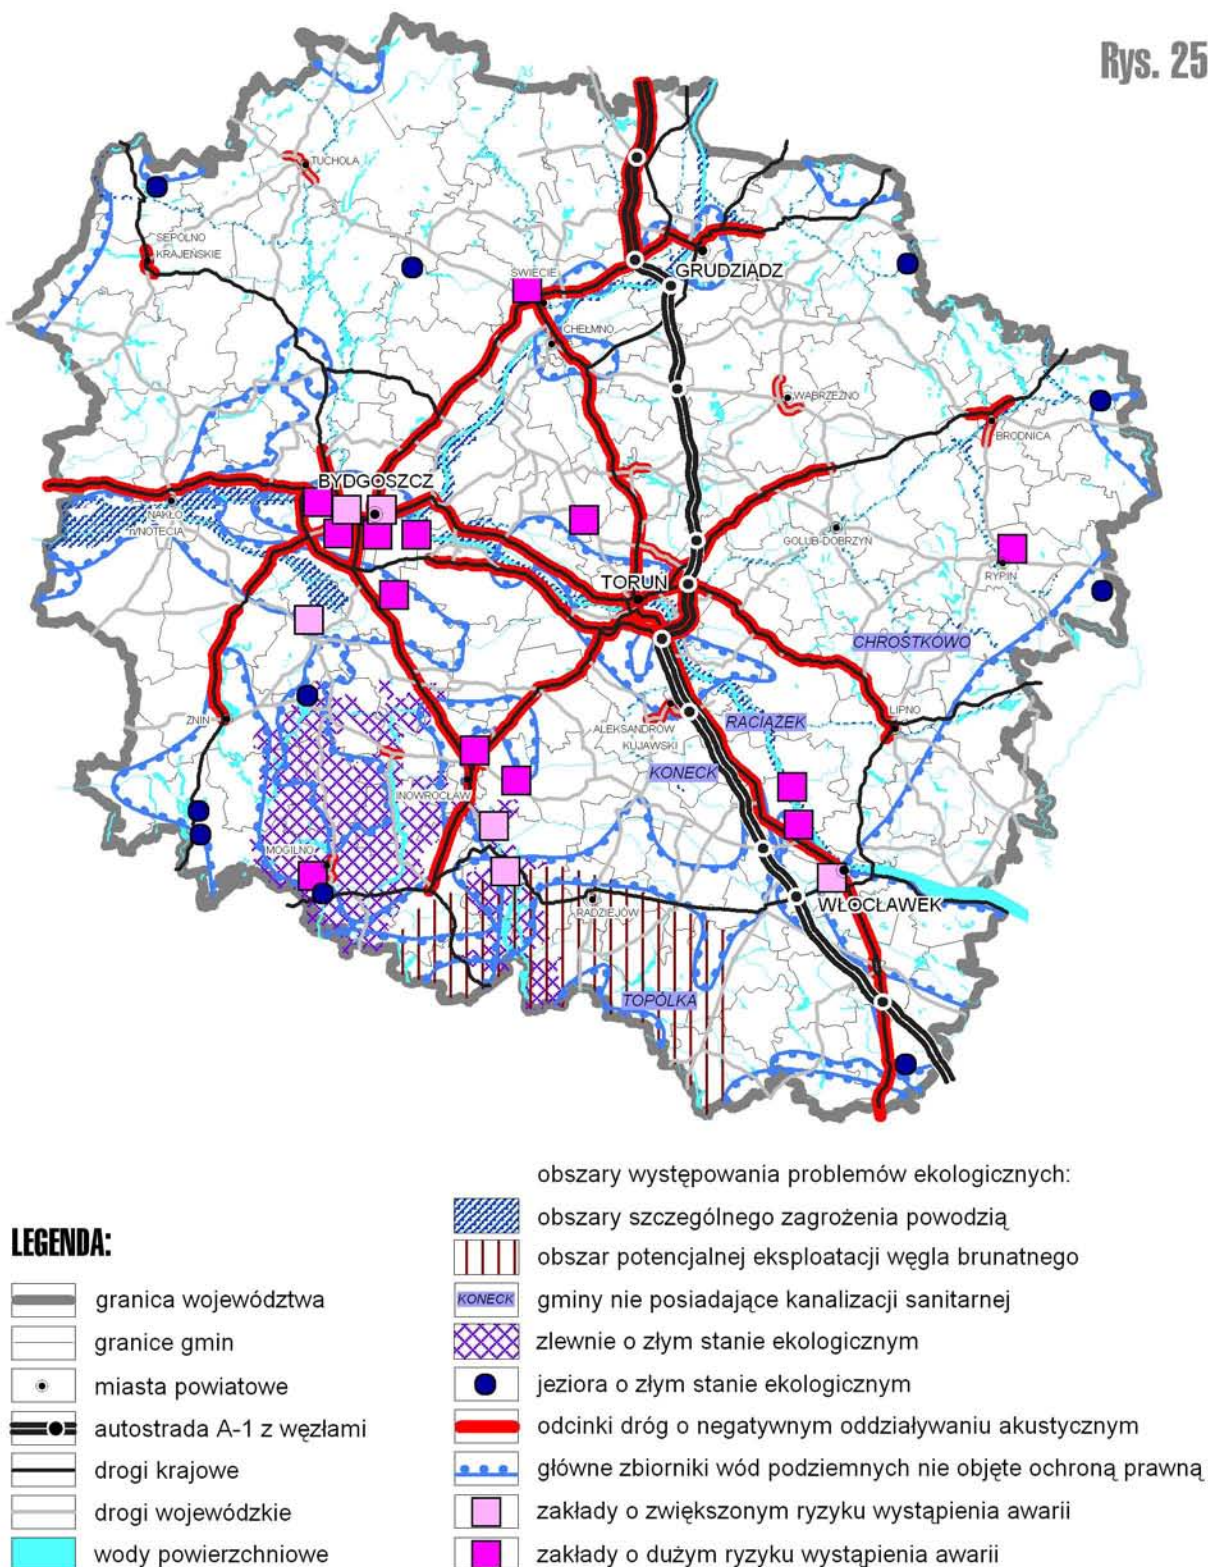 Rys. 25
TUCHOLA
SĘPÓLNO
KRAJEŃSKIE
ŚWIECIE
GRUDZIĄDZ
CHEŁMNO
WĄBRZEŹNO
BRODNICA
BYDGOSZCZ
NAKŁO
n/NOTECIĄ
GOLUB-DOBRZYŃ
RYPIN
TORUŃ
CHROSTKOWO
ŻNIN
ALEKSANDRÓW
KUJAWSKI
RACIĄŻEK
LIPNO
KONECK
INOWROCŁAW
MOGILNO
RADZIEJÓW
WŁOCŁAWEK
TOPÓLKA
LEGENDA:
granica województwa
granice gmin
miasta powiatowe
autostrada A-1 z węzłami
drogi krajowe
drogi wojewódzkie
wody powierzchniowe
obszary występowania problemów ekologicznych:
obszary szczególnego zagrożenia powodzią
obszar potencjalnej eksploatacji węgla brunatnego
KONECK gminy nie posiadające kanalizacji sanitarnej
zlewnie o złym stanie ekologicznym
jeziora o złym stanie ekologicznym
odcinki dróg o negatywnym oddziaływaniu akustycznym
główne zbiorniki wód podziemnych nie objęte ochroną prawną
zakłady o zwiększonym ryzyku wystąpienia awarii
zakłady o dużym ryzyku wystąpienia awarii